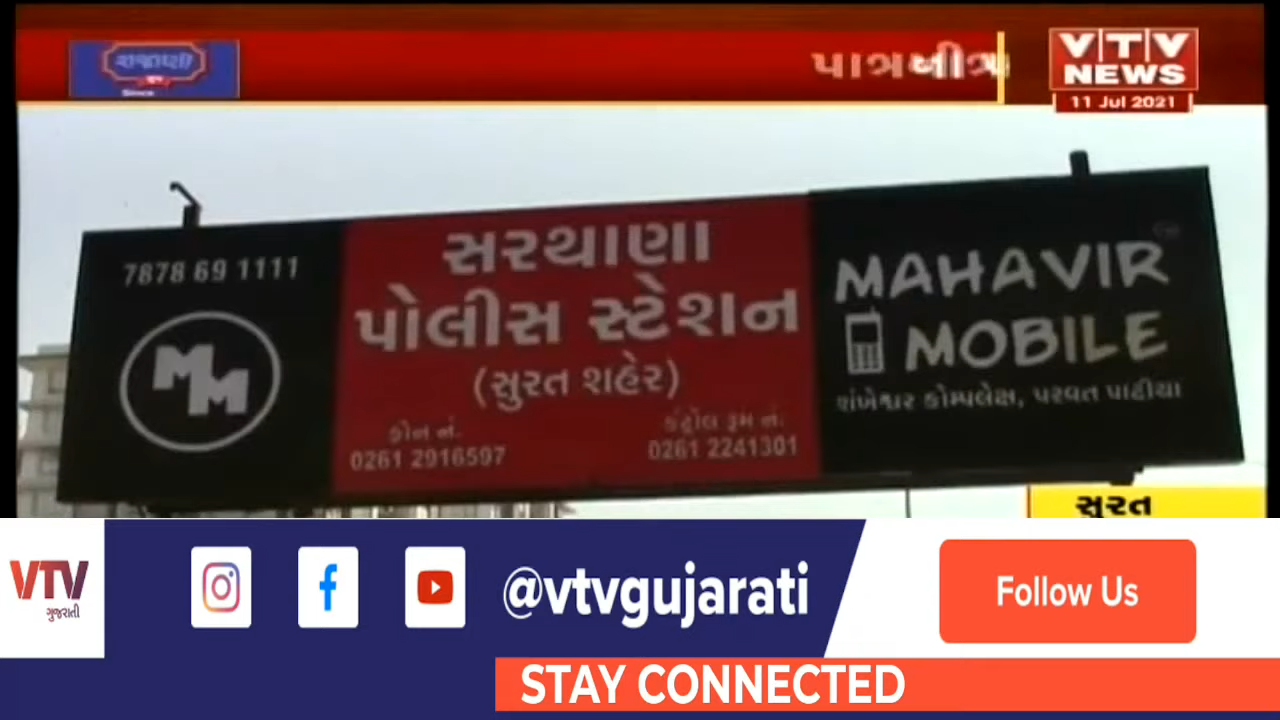 VTV
NEWS
11 Jul 2021
7878 69 1111
MM
સરથાણા
પોલીસ સ્ટેશન
(સુરત શહેર)
ફોન નં.
0261 2916597
કંટ્રોલ રૂમ નં.
0261 2241301
MAHAVIR
MOBILE
શંખેશ્વર કોમ્પલેક્ષ, પરવત પાટીયા
સુરત
VTV
ગુજરાતી
@vtvgujarati
Follow Us
STAY CONNECTED